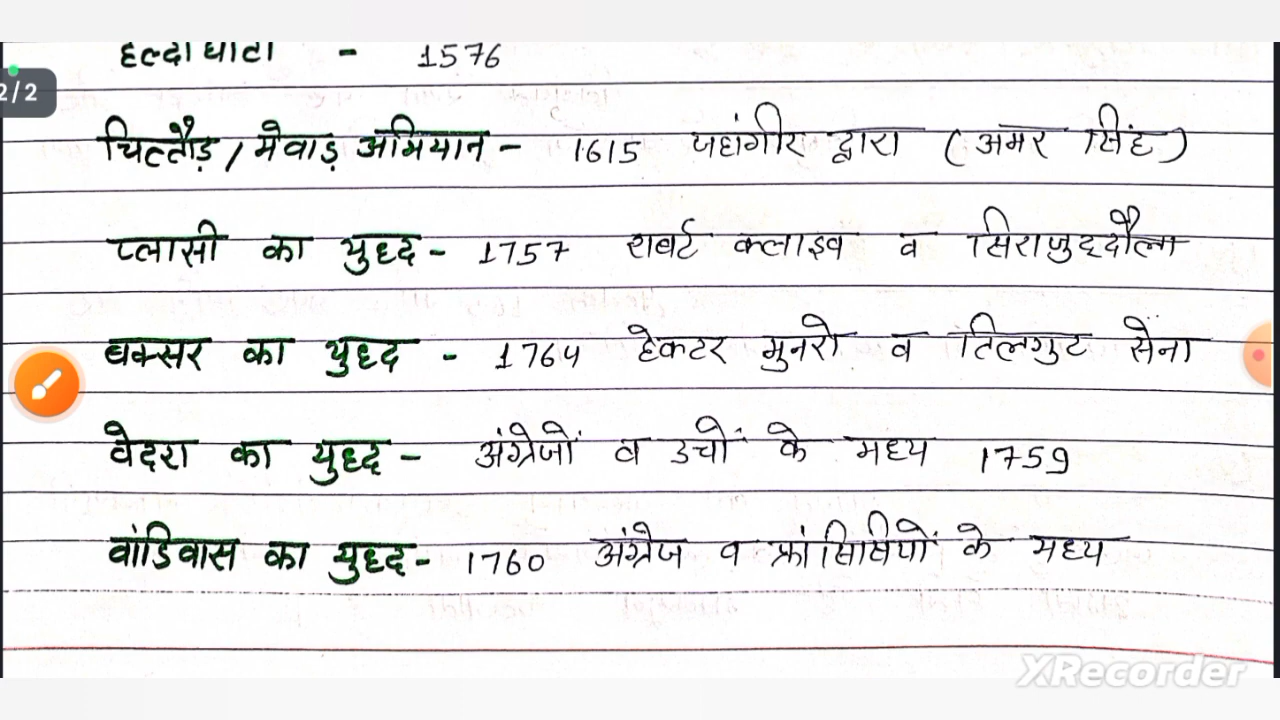 हल्दीघाटी - 1576
2/2
चित्तौड़ / मेवाड़ अभियान - 1615 जहांगीर द्वारा (अमर सिंह)
प्लासी का युद्ध - 1757 राबर्ट क्लाइव व सिराजुद्दौला
बक्सर का युद्ध - 1764 हेक्टर मुनरो व तिलगुट सेना
वेदरा का युद्ध - अंग्रेजों व डचों के मध्य 1759
वांडिवास का युद्ध - 1760 अंग्रेज व फ्रांसिसियों के मध्य
XRecorder